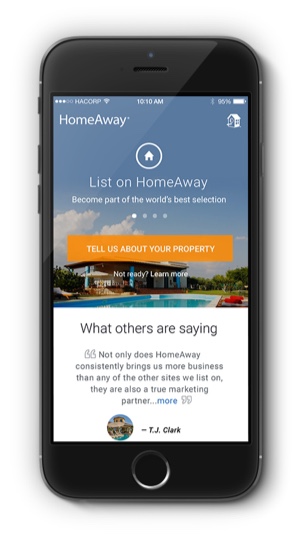 HACORP 10:10 AM 95%
HomeAway
List on HomeAway
Become part of the world's best selection
TELL US ABOUT YOUR PROPERTY
Not ready? Learn more
What others are saying
“ Not only does HomeAway
consistently brings us more business
than any of the other sites we list on,
they are also a true marketing
partner...more ”
– T.J. Clark